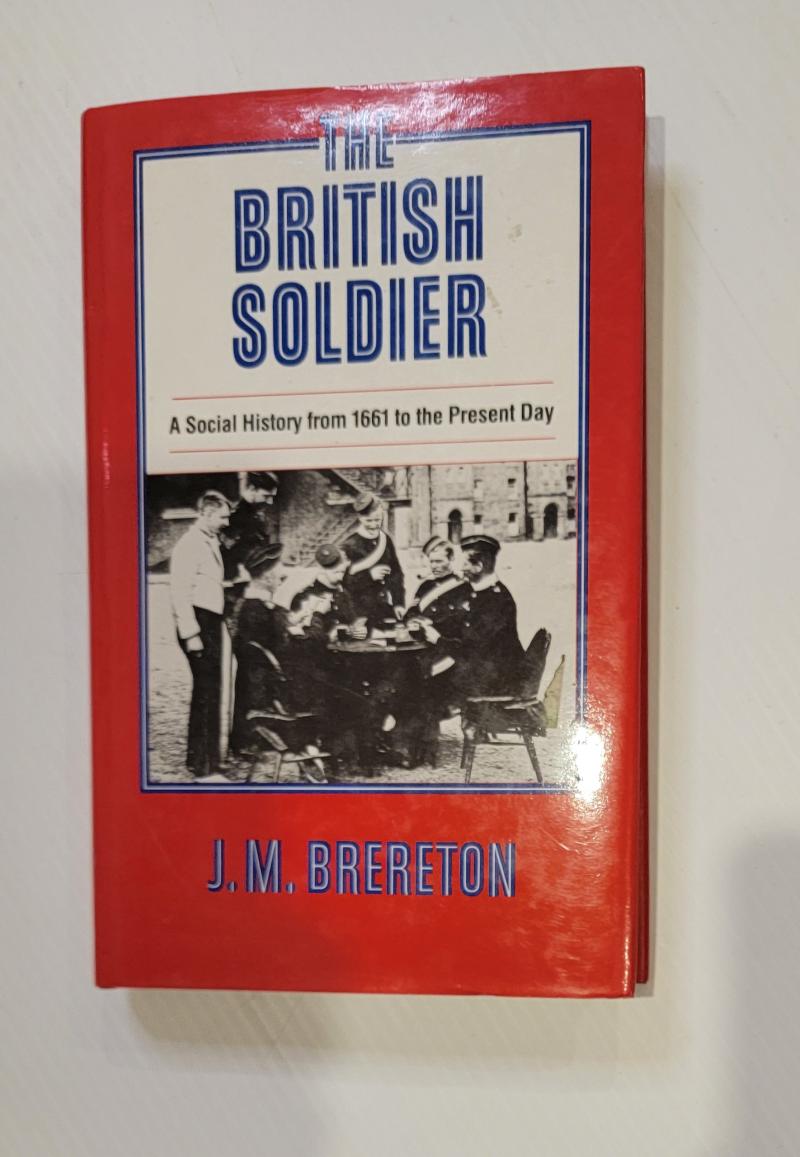 THE
BRITISH
SOLDIER
A Social History from 1661 to the Present Day
J. M. BRERETON